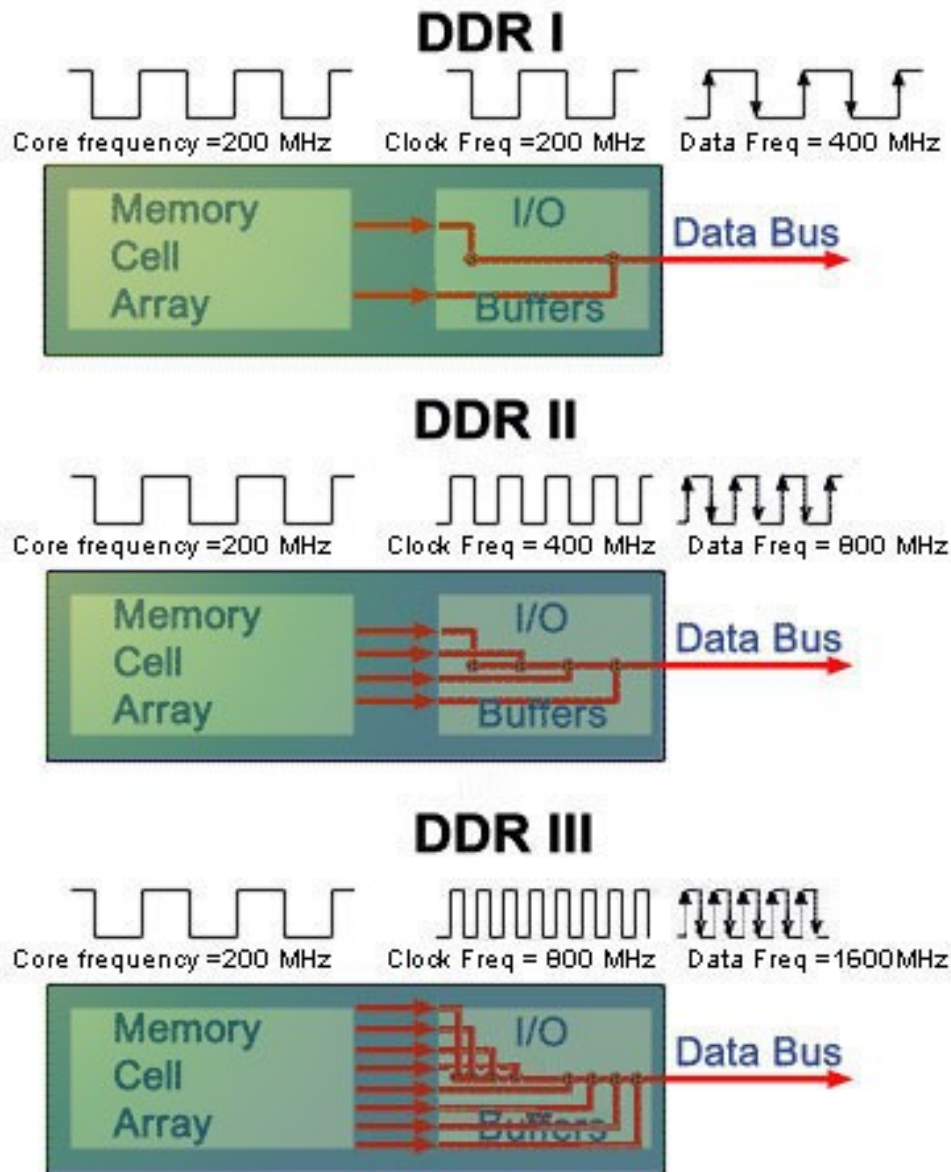 DDR I
Core frequency =200 MHz Clock Freq =200 MHz Data Freq = 400 MHz
Memory
Cell
Array
I/O
Buffers
Data Bus
DDR II
Core frequency =200 MHz Clock Freq = 400 MHz Data Freq = 800 MHz
Memory
Cell
Array
I/O
Buffers
Data Bus
DDR III
Core frequency =200 MHz Clock Freq = 800 MHz Data Freq =1600MHz
Memory
Cell
Array
I/O
Buffers
Data Bus